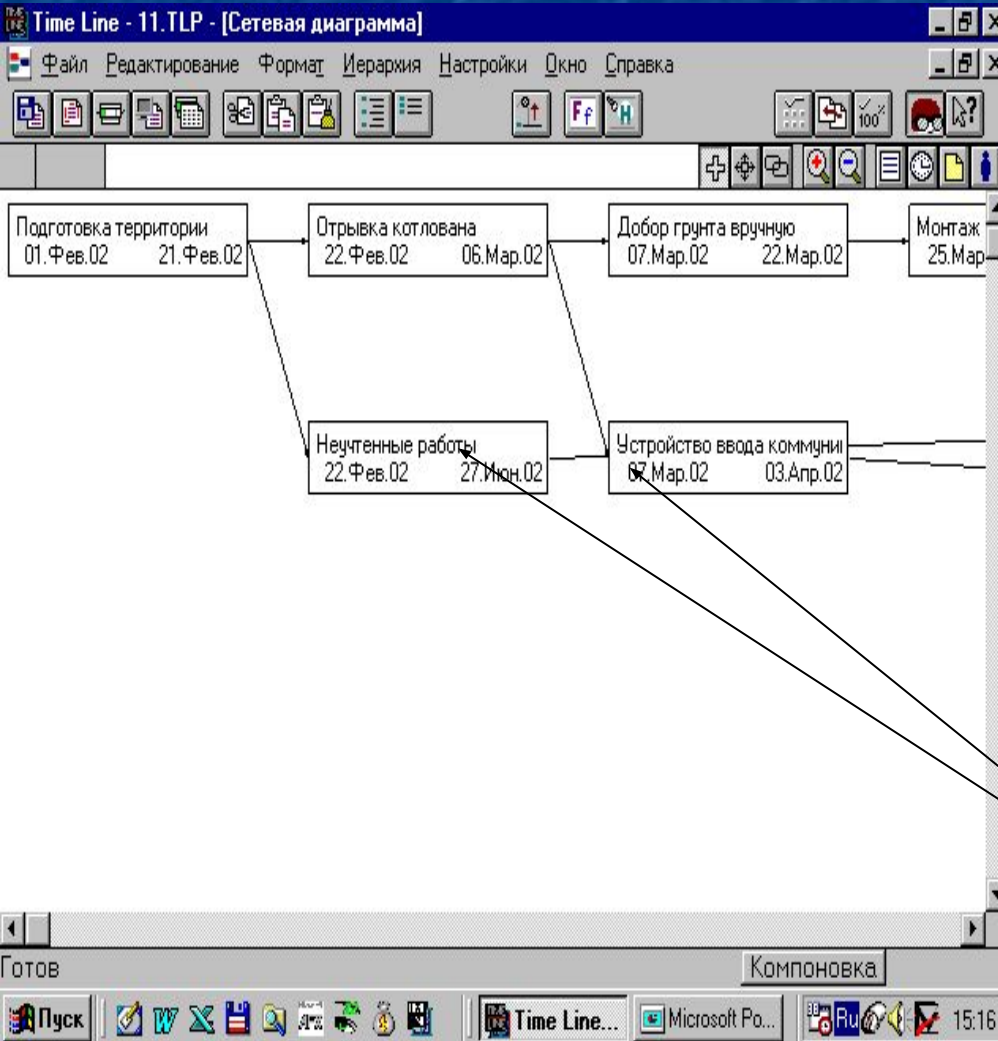 Time Line - 11.TLP - [Сетевая диаграмма]
Файл Редактирование Формат Иерархия Настройки Окно Справка
Ff H 100% ?
Подготовка территории
01.Фев.02 21.Фев.02
Отрывка котлована
22.Фев.02 06.Мар.02
Добор грунта вручную
07.Мар.02 22.Мар.02
Монтаж
25.Мар
Неучтенные работы
22.Фев.02 27.Июн.02
Устройство ввода коммуни
07.Мар.02 03.Апр.02
Готов
Компоновка
Пуск
Time Line...
Microsoft Po...
Ru
15:16